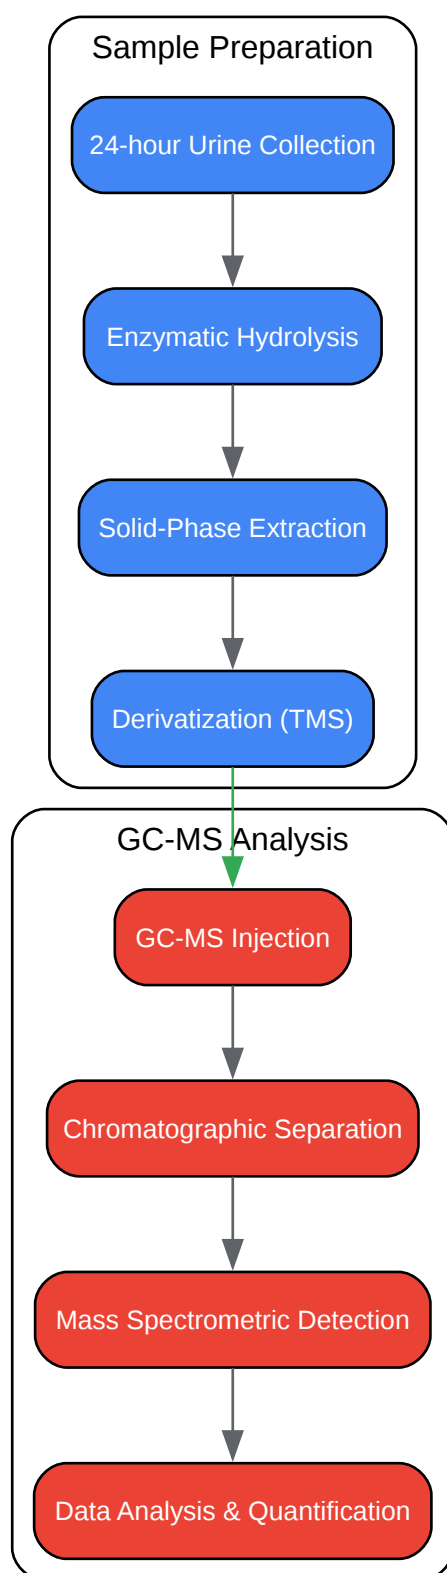 Sample Preparation
24-hour Urine Collection
Enzymatic Hydrolysis
Solid-Phase Extraction
Derivatization (TMS)
GC-MS Analysis
GC-MS Injection
Chromatographic Separation
Mass Spectrometric Detection
Data Analysis & Quantification